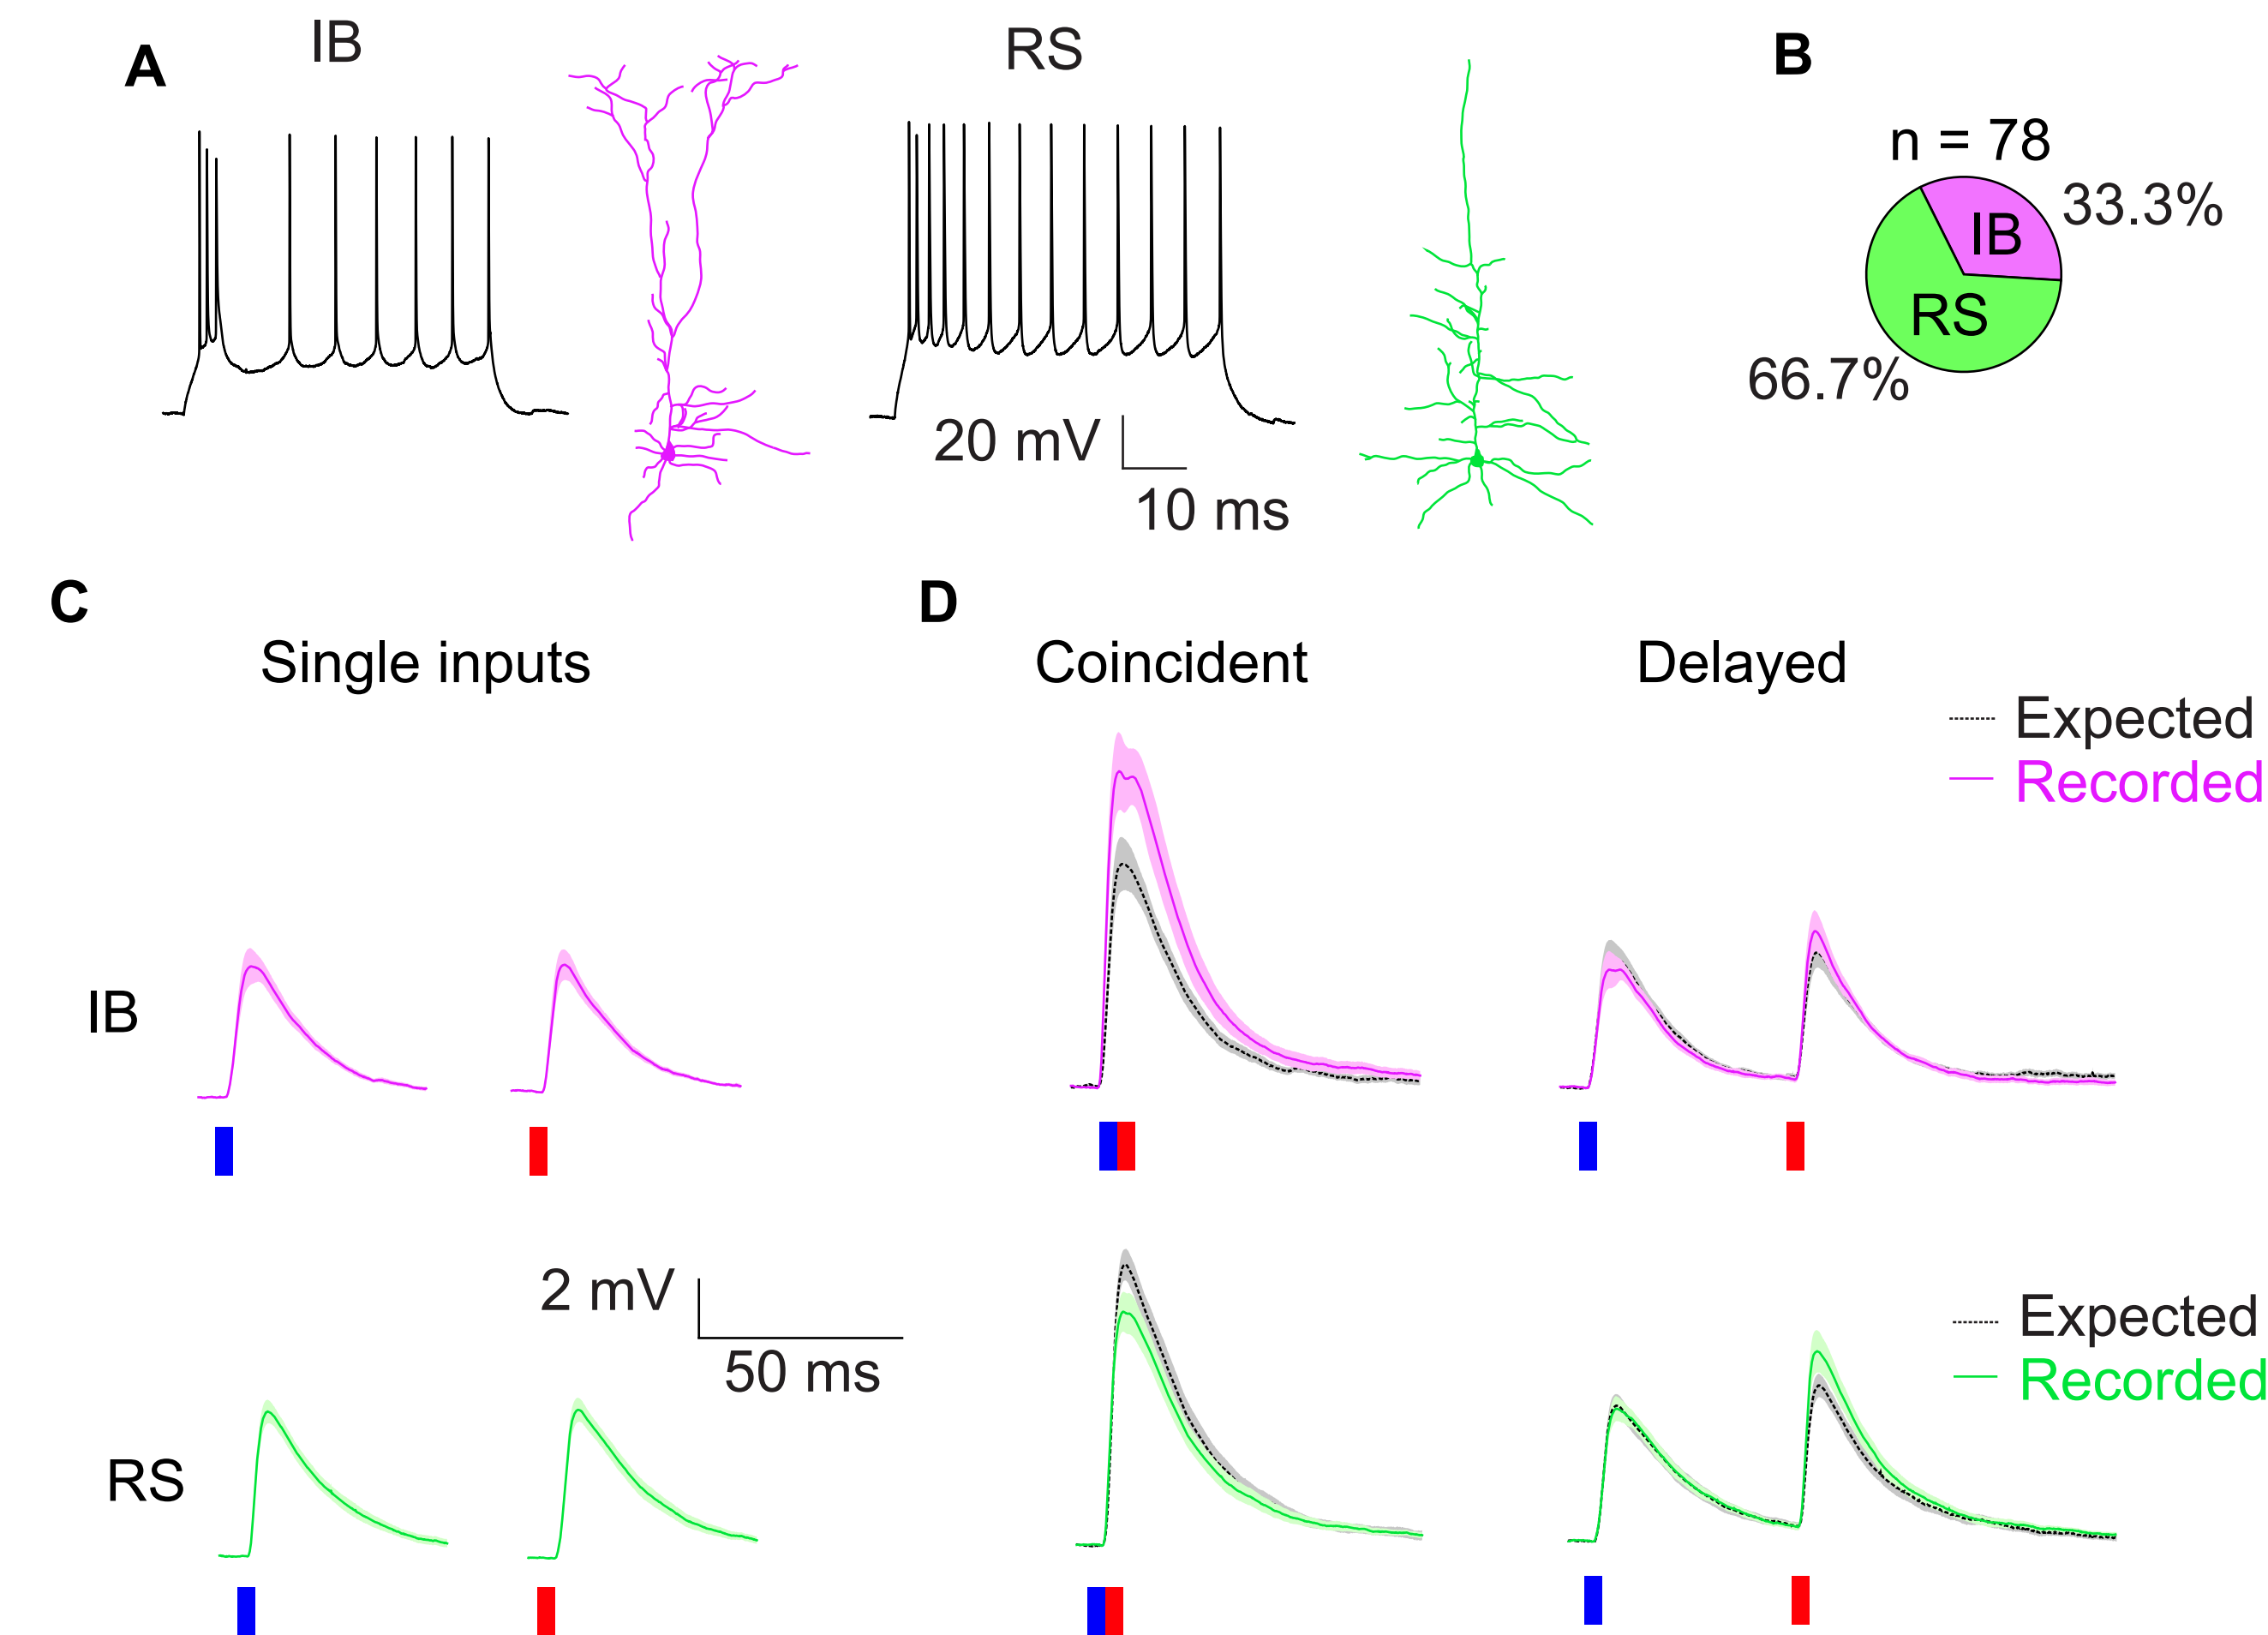 A
IB
RS
B
n = 78
33.3%
IB
RS
66.7%
20 mV
10 ms
C
D
Single inputs
Coincident
Delayed
Expected
Recorded
IB
2 mV
50 ms
Expected
Recorded
RS